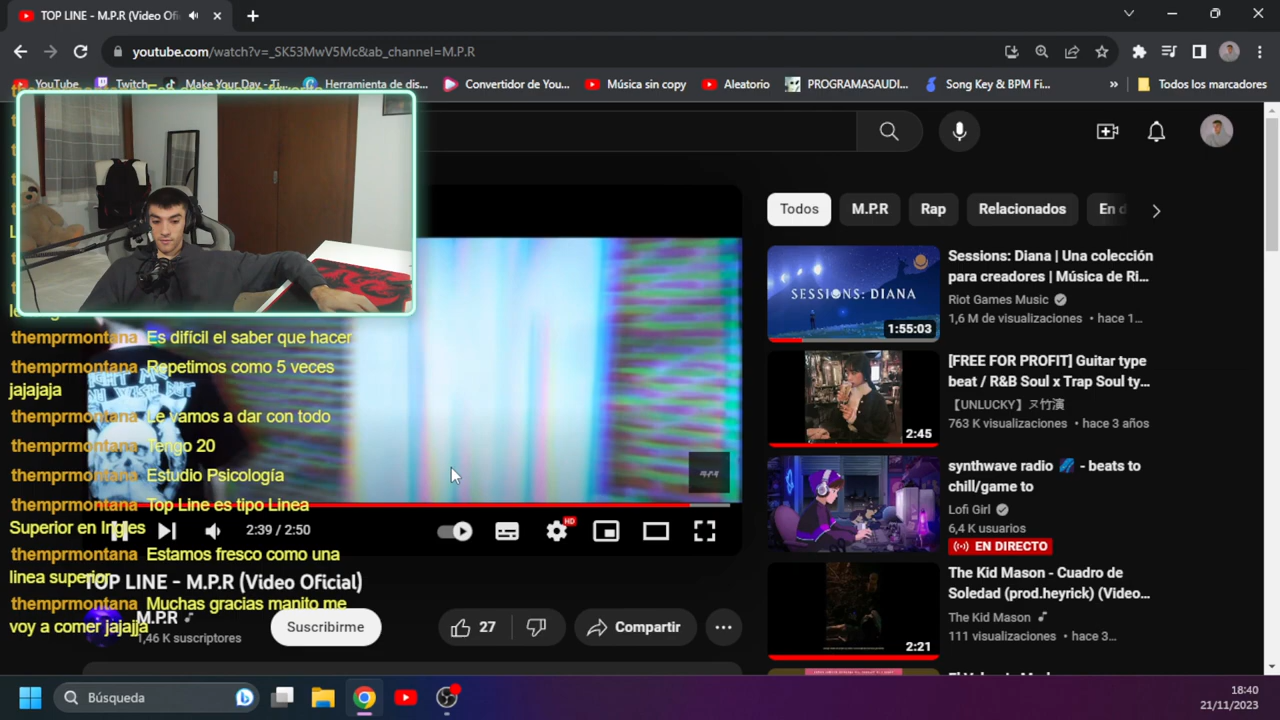 TOP LINE - M.P.R (Video Ofi
youtube.com/watch?v=_SK53MwV5Mc&ab_channel=M.P.R
YouTube
Twitch
Make Your Day - Ti
Herramienta de dis...
Convertidor de You...
Música sin copy
Aleatorio
PROGRAMASAUDI...
Song Key & BPM Fi...
»
Todos los marcadores
Todos
M.P.R
Rap
Relacionados
En d
SESSIONS: DIANA
1:55:03
Sessions: Diana | Una colección
para creadores | Música de Ri...
Riot Games Music
1,6 M de visualizaciones • hace 1...
2:45
[FREE FOR PROFIT] Guitar type
beat / R&B Soul x Trap Soul ty...
【UNLUCKY】ヌ竹演
763 K visualizaciones • hace 3 años
synthwave radio 🌌 - beats to
chill/game to
Lofi Girl
6,4 K usuarios
EN DIRECTO
2:21
The Kid Mason - Cuadro de
Soledad (prod.heyrick) (Video...
The Kid Mason
111 visualizaciones • hace 3...
themprmontana Es difícil el saber que hacer
themprmontana Repetimos como 5 veces
jajajaja
themprmontana Le vamos a dar con todo
themprmontana Tengo 20
themprmontana Estudio Psicología
themprmontana Top Line es tipo Linea
Superior en Ingles
themprmontana Estamos fresco como una
linea superior
themprmontana Muchas gracias manito me
voy a comer jajajja
2:39 / 2:50
HD
TOP LINE - M.P.R (Video Oficial)
M.P.R
1,46 K suscriptores
Suscribirme
27
Compartir
Búsqueda
18:40
21/11/2023